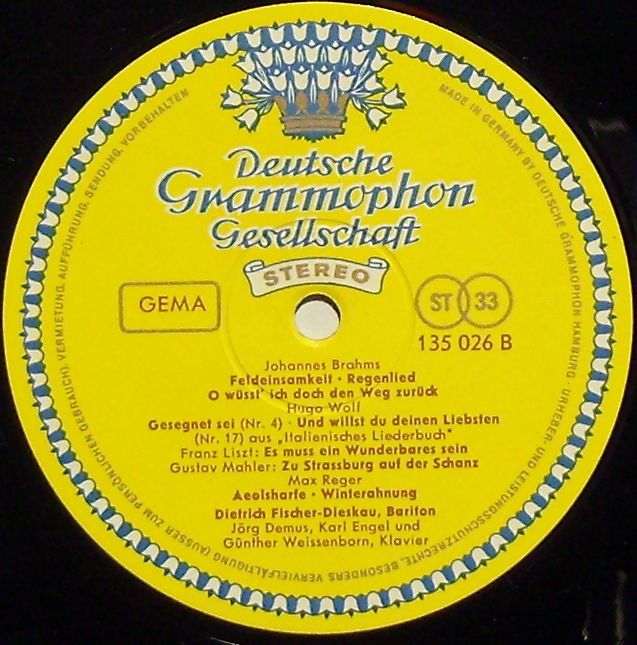 Deutsche
Grammophon
Gesellschaft
STEREO
GEMA
ST 33
135 026 B
Johannes Brahms
Feldeinsamkeit · Regenlied
O wüsst' ich doch den Weg zurück
Hugo Wolf
Gesegnet sei (Nr. 4) · Und willst du deinen Liebsten
(Nr. 17) aus „Italienisches Liederbuch"
Franz Liszt: Es muss ein Wunderbares sein
Gustav Mahler: Zu Strassburg auf der Schanz
Max Reger
Aeolsharfe · Winterahnung
Dietrich Fischer-Dieskau, Bariton
Jörg Demus, Karl Engel und
Günther Weissenborn, Klavier
MADE IN GERMANY BY DEUTSCHE GRAMMOPHON HAMBURG · URHEBER- UND LEISTUNGSSCHUTZRECHTE, BESONDERS VERVIELFÄLTIGUNG (AUSSER ZUM PERSÖNLICHEN GEBRAUCH), VERMIETUNG, AUFFÜHRUNG, SENDUNG, VORBEHALTEN